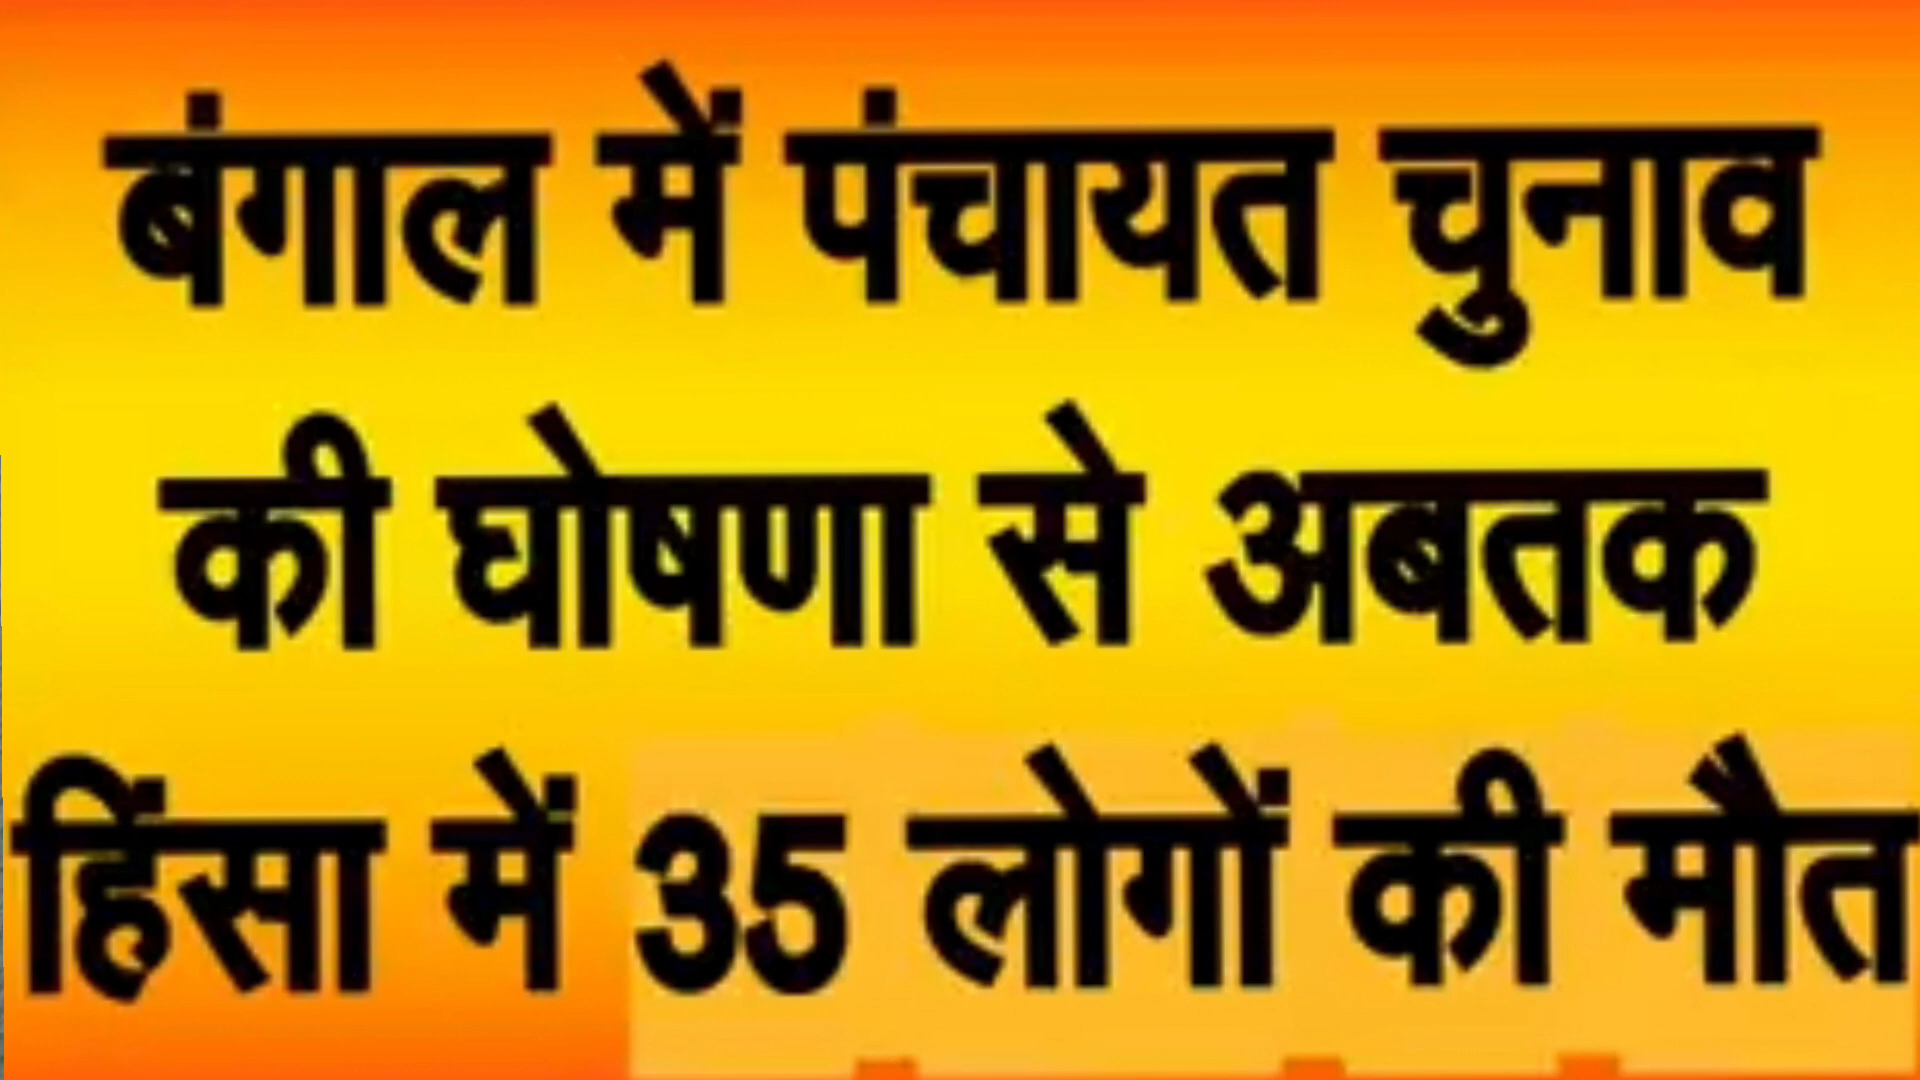 बंगाल में पंचायत चुनाव
की घोषणा से अबतक
हिंसा में 35 लोगों की मौत